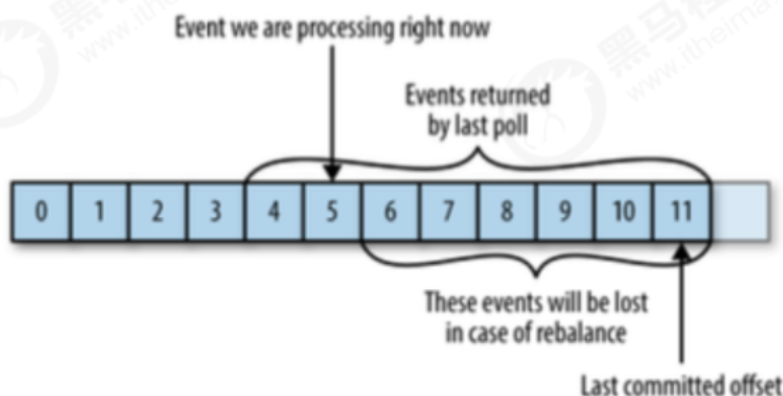 Event we are processing right now
Events returned
by last poll
0 1 2 3 4 5 6 7 8 9 10 11
These events will be lost
in case of rebalance
Last committed offset